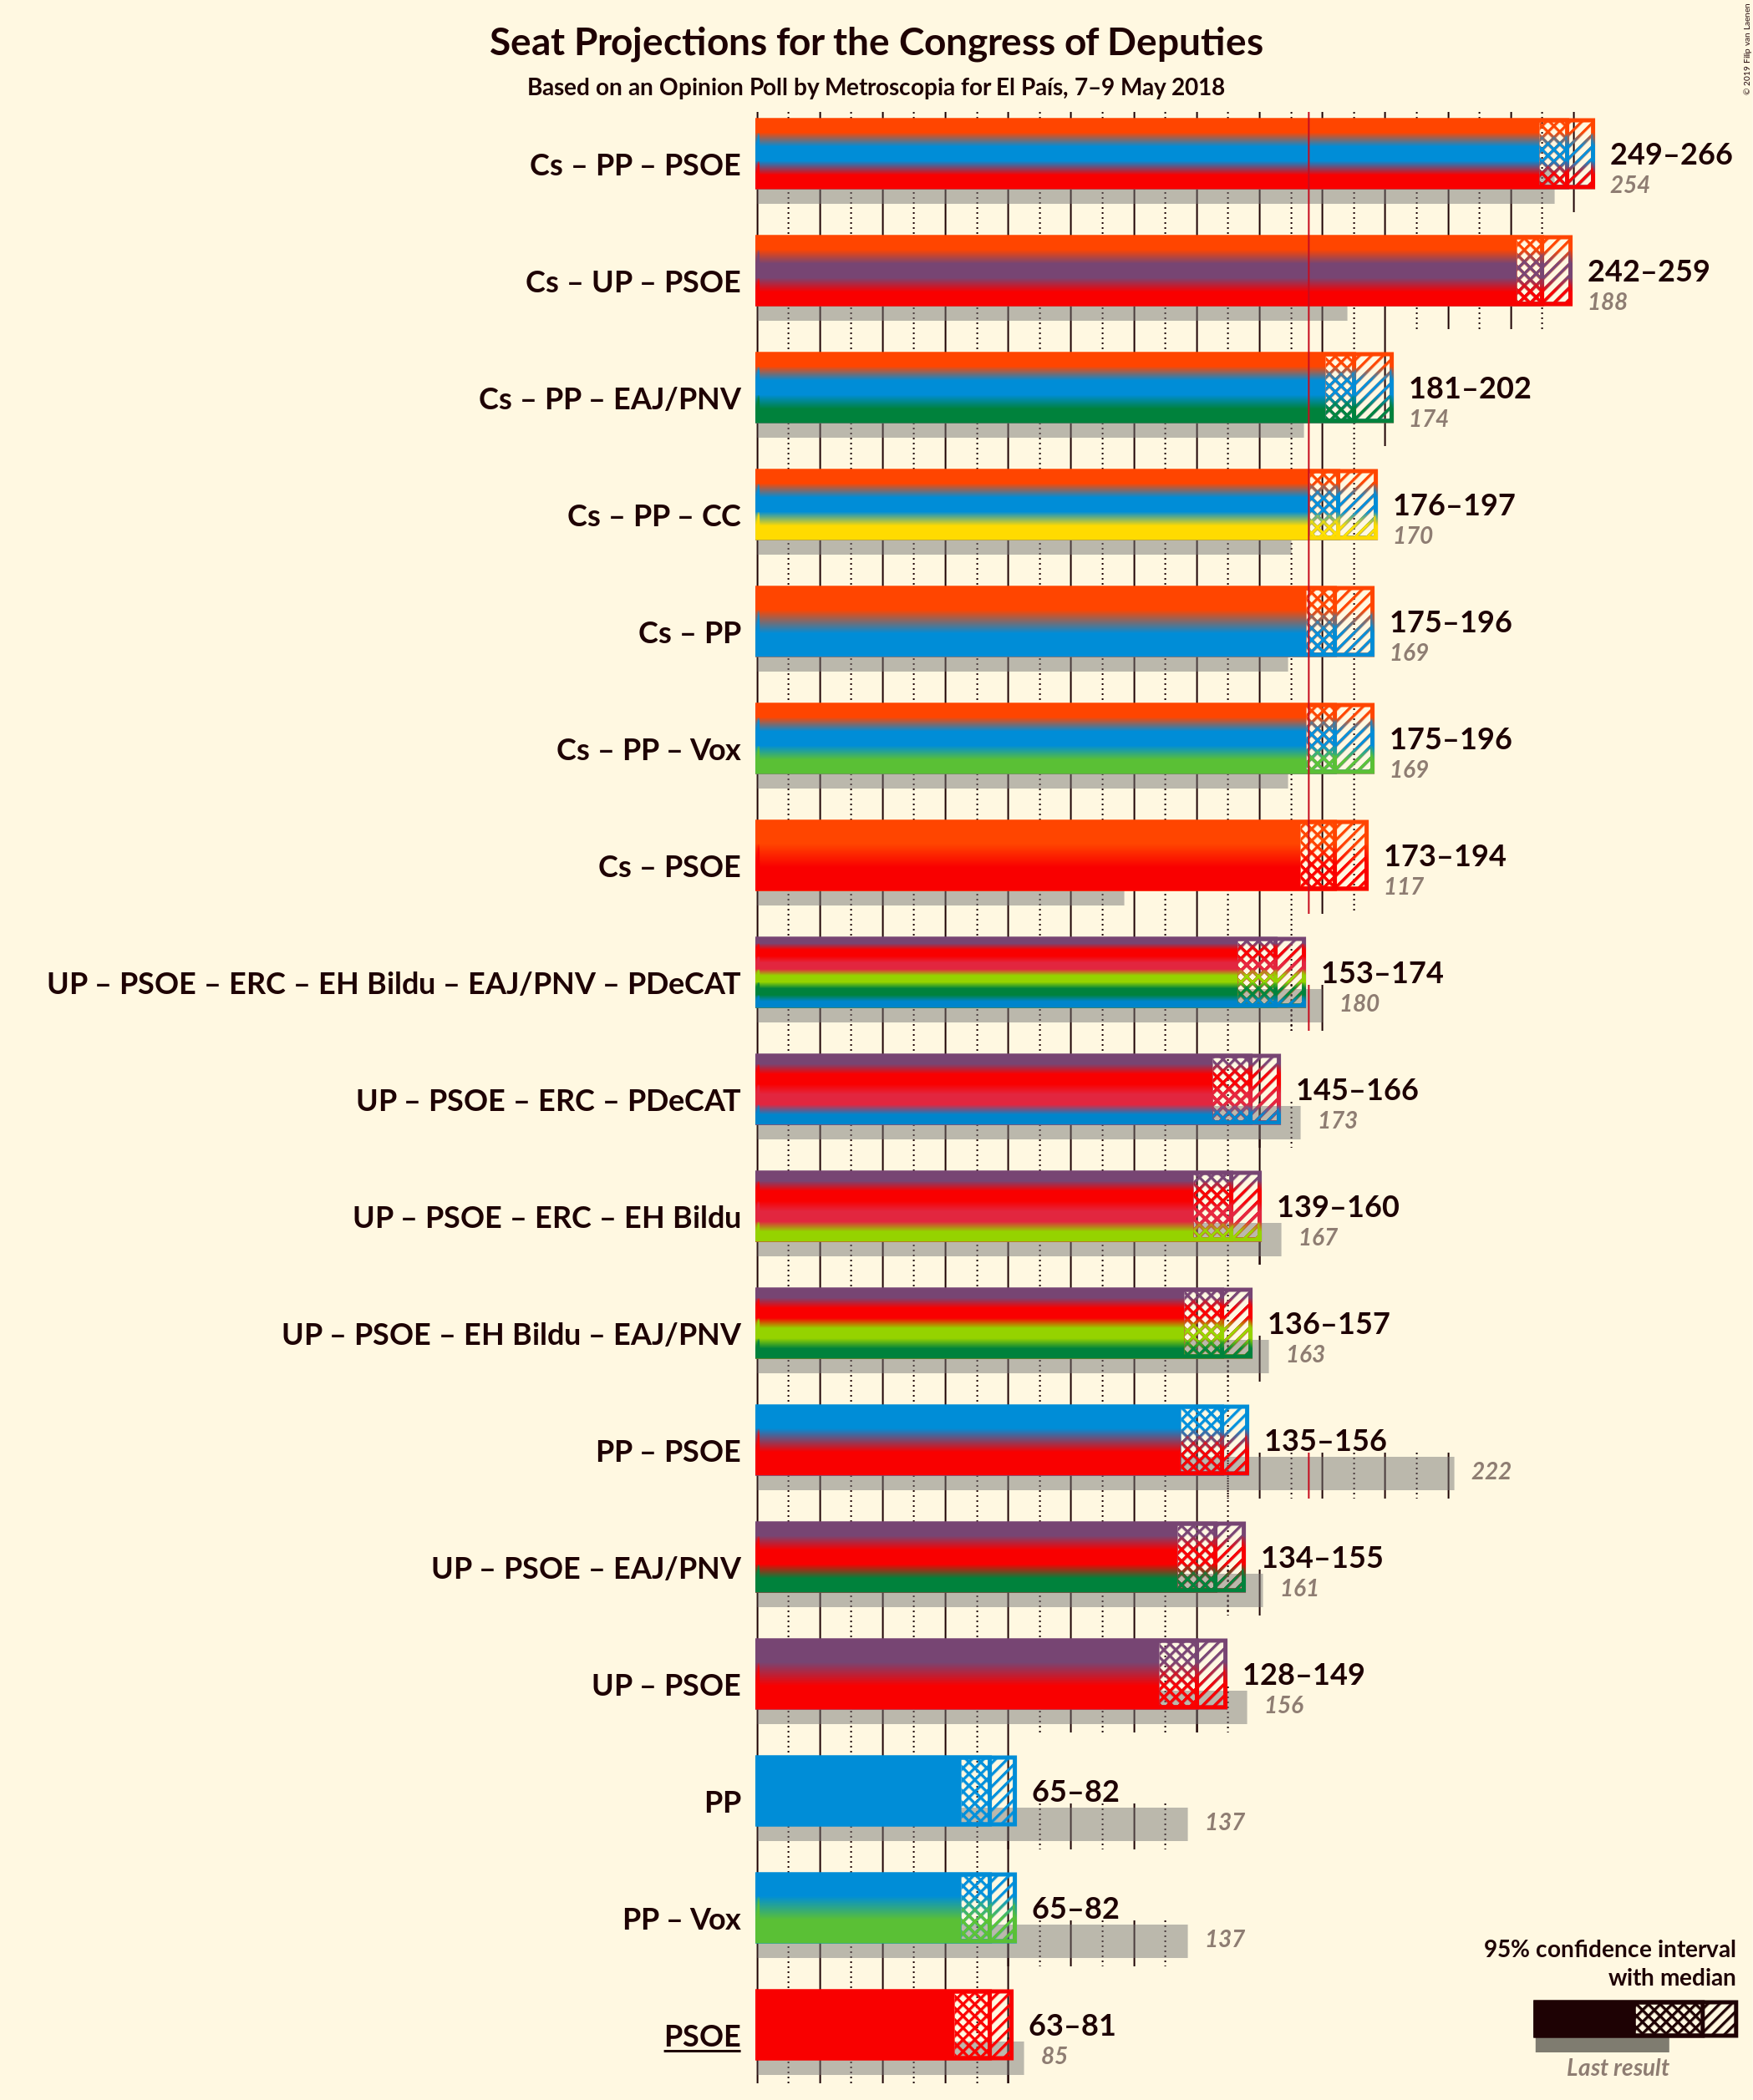 Seat Projections for the Congress of Deputies
Based on an Opinion Poll by Metroscopia for El País, 7–9 May 2018
© 2019 Filip van Laenen
Cs – PP – PSOE
249–266
254
Cs – UP – PSOE
242–259
188
Cs – PP – EAJ/PNV
181–202
174
Cs – PP – CC
176–197
170
Cs – PP
175–196
169
Cs – PP – Vox
175–196
169
Cs – PSOE
173–194
117
UP – PSOE – ERC – EH Bildu – EAJ/PNV – PDeCAT
153–174
180
UP – PSOE – ERC – PDeCAT
145–166
173
UP – PSOE – ERC – EH Bildu
139–160
167
UP – PSOE – EH Bildu – EAJ/PNV
136–157
163
PP – PSOE
135–156
222
UP – PSOE – EAJ/PNV
134–155
161
UP – PSOE
128–149
156
PP
65–82
137
PP – Vox
65–82
137
PSOE
63–81
85
95% confidence interval
with median
Last result